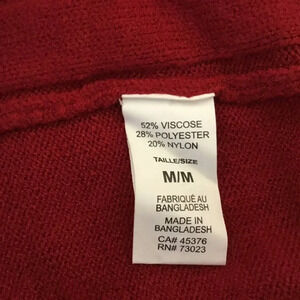 52% VISCOSE
28% POLYESTER
20% NYLON
TAILLE/SIZE
M/M
FABRIQUÉ AU
BANGLADESH
MADE IN
BANGLADESH
CA# 45376
RN# 73023